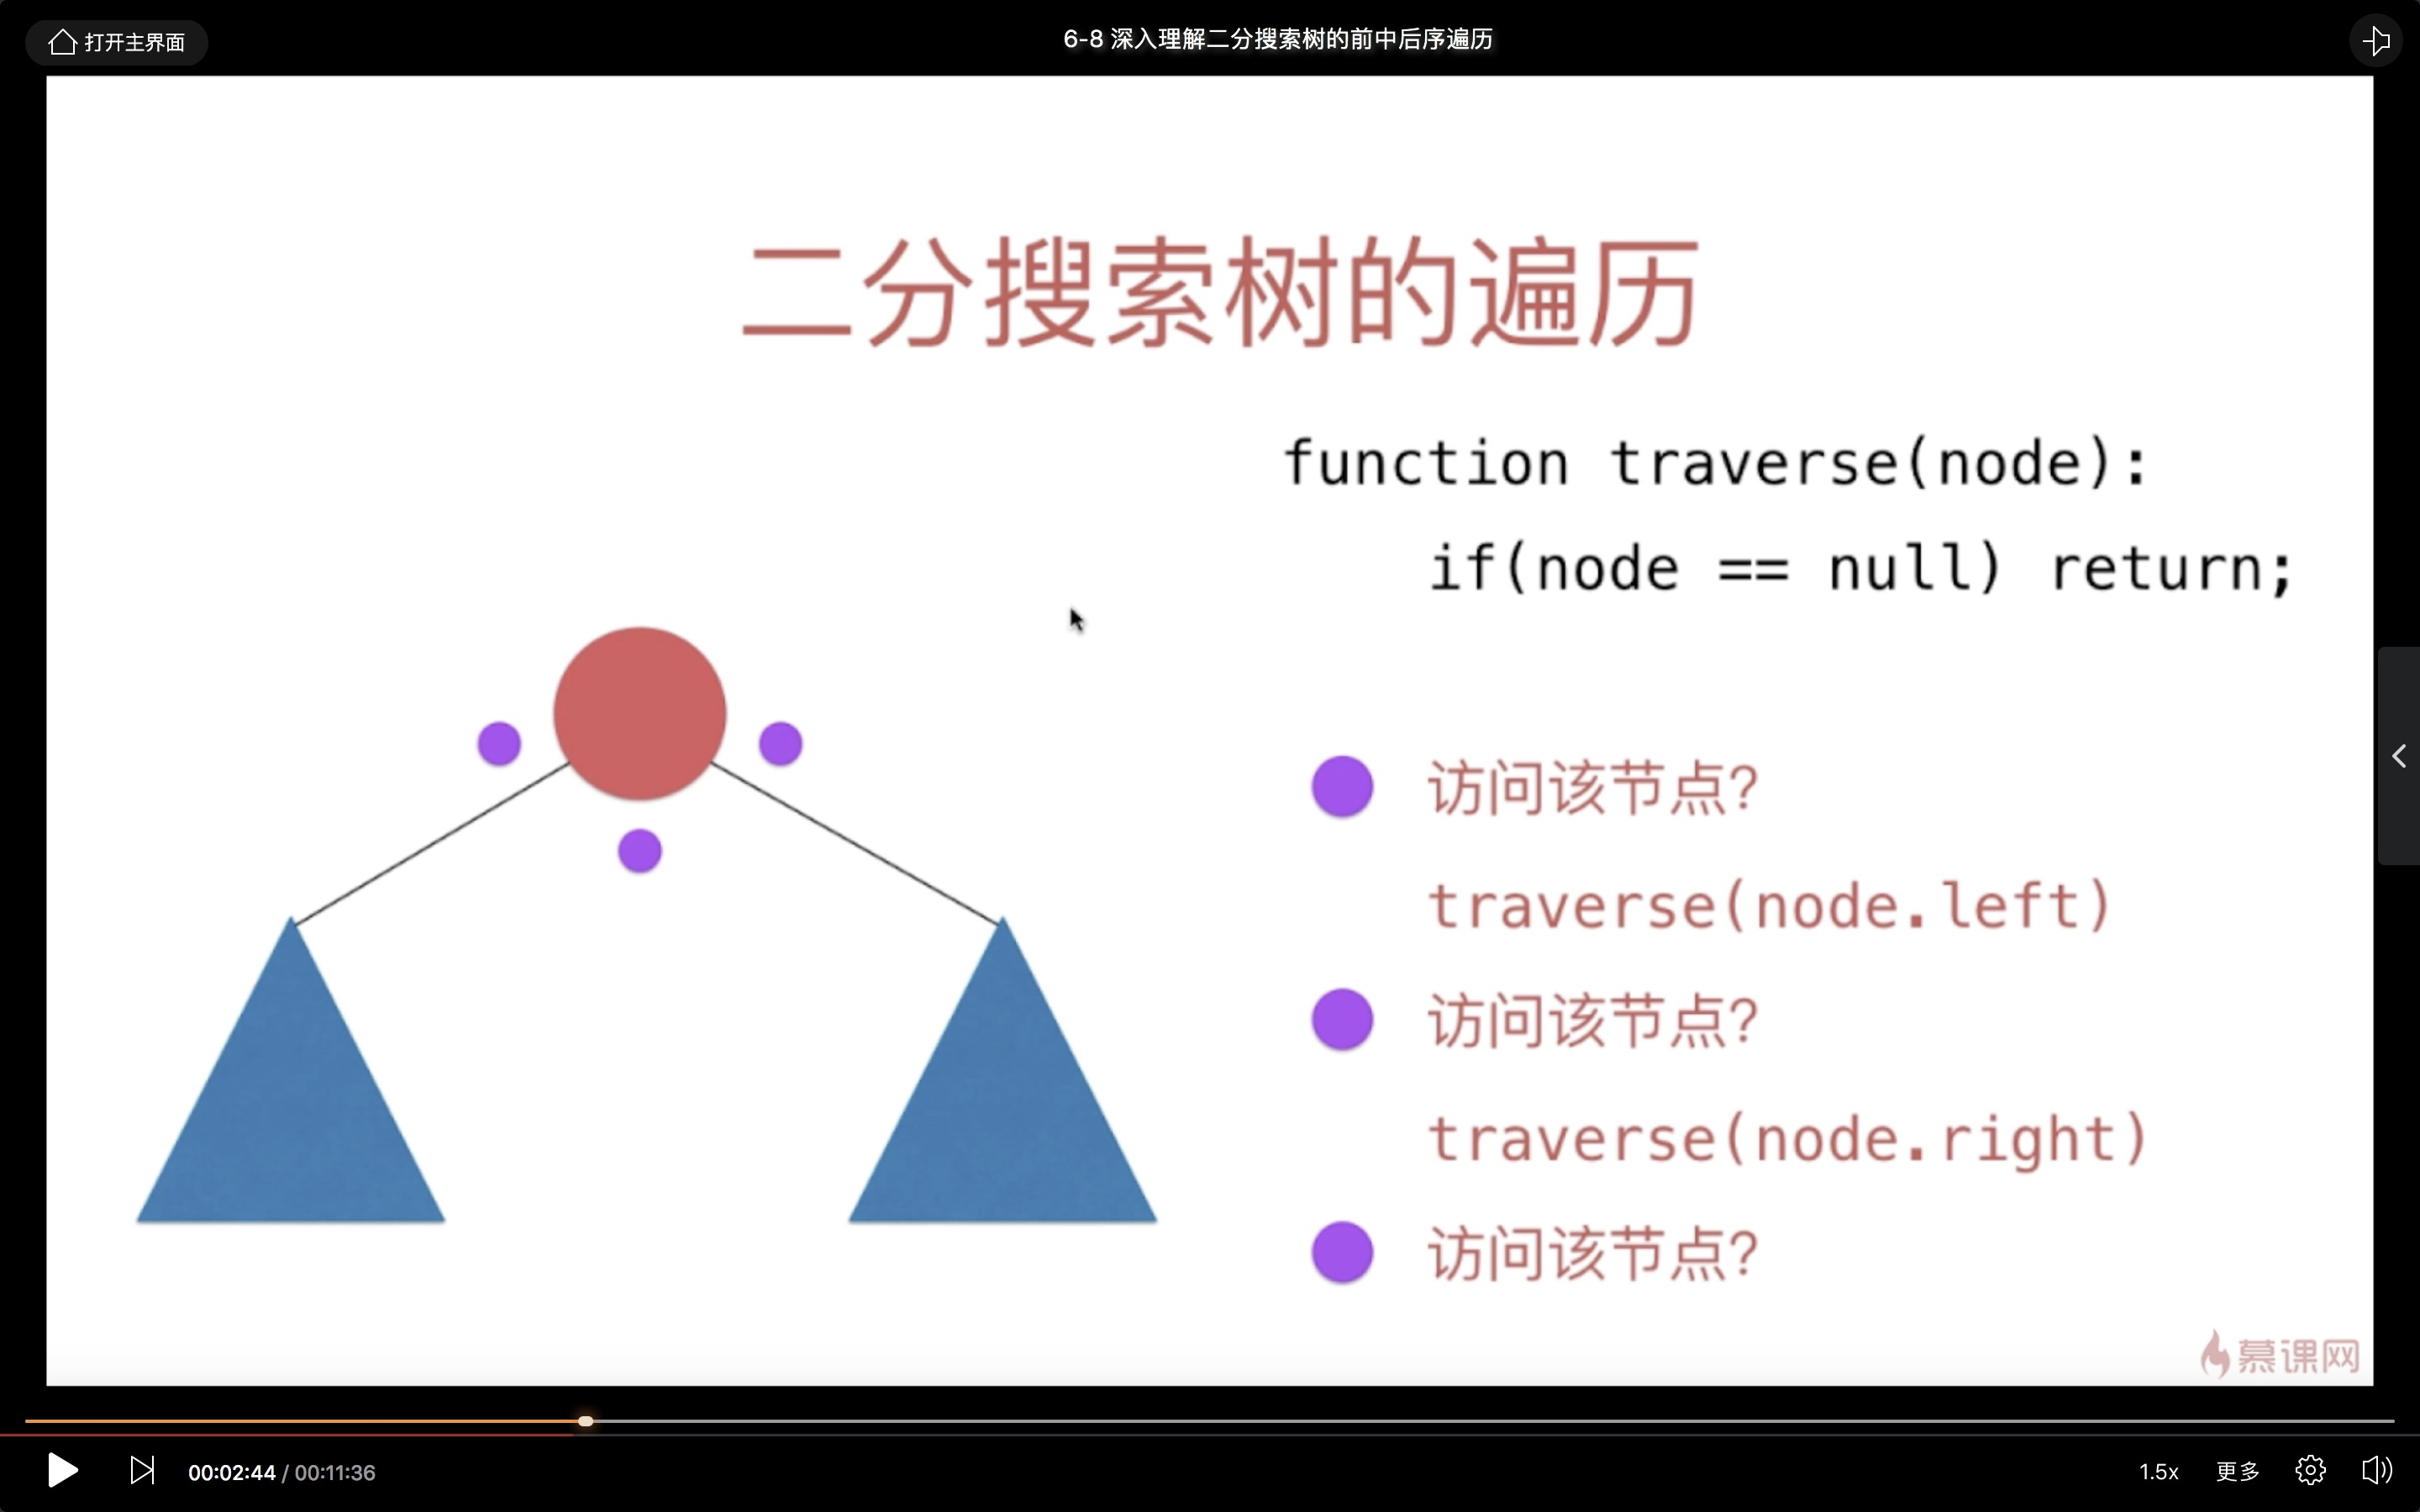 打开主界面
6-8 深入理解二分搜索树的前中后序遍历
二分搜索树的遍历
function traverse(node):
if(node == null) return;
访问该节点?
traverse(node.left)
访问该节点?
traverse(node.right)
访问该节点?
慕课网
00:02:44 / 00:11:36
1.5x
更多